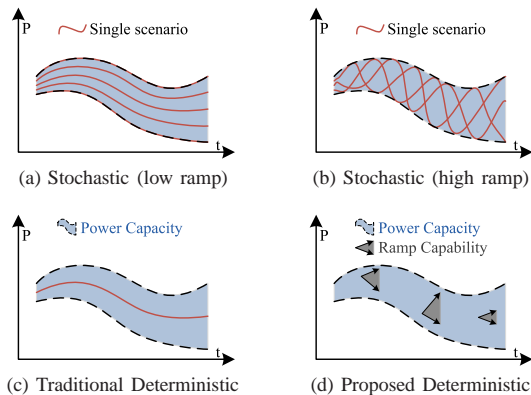 P
Single scenario
t
(a) Stochastic (low ramp)
P
Single scenario
t
(b) Stochastic (high ramp)
P
Power Capacity
t
(c) Traditional Deterministic
P
Power Capacity
Ramp Capability
t
(d) Proposed Deterministic